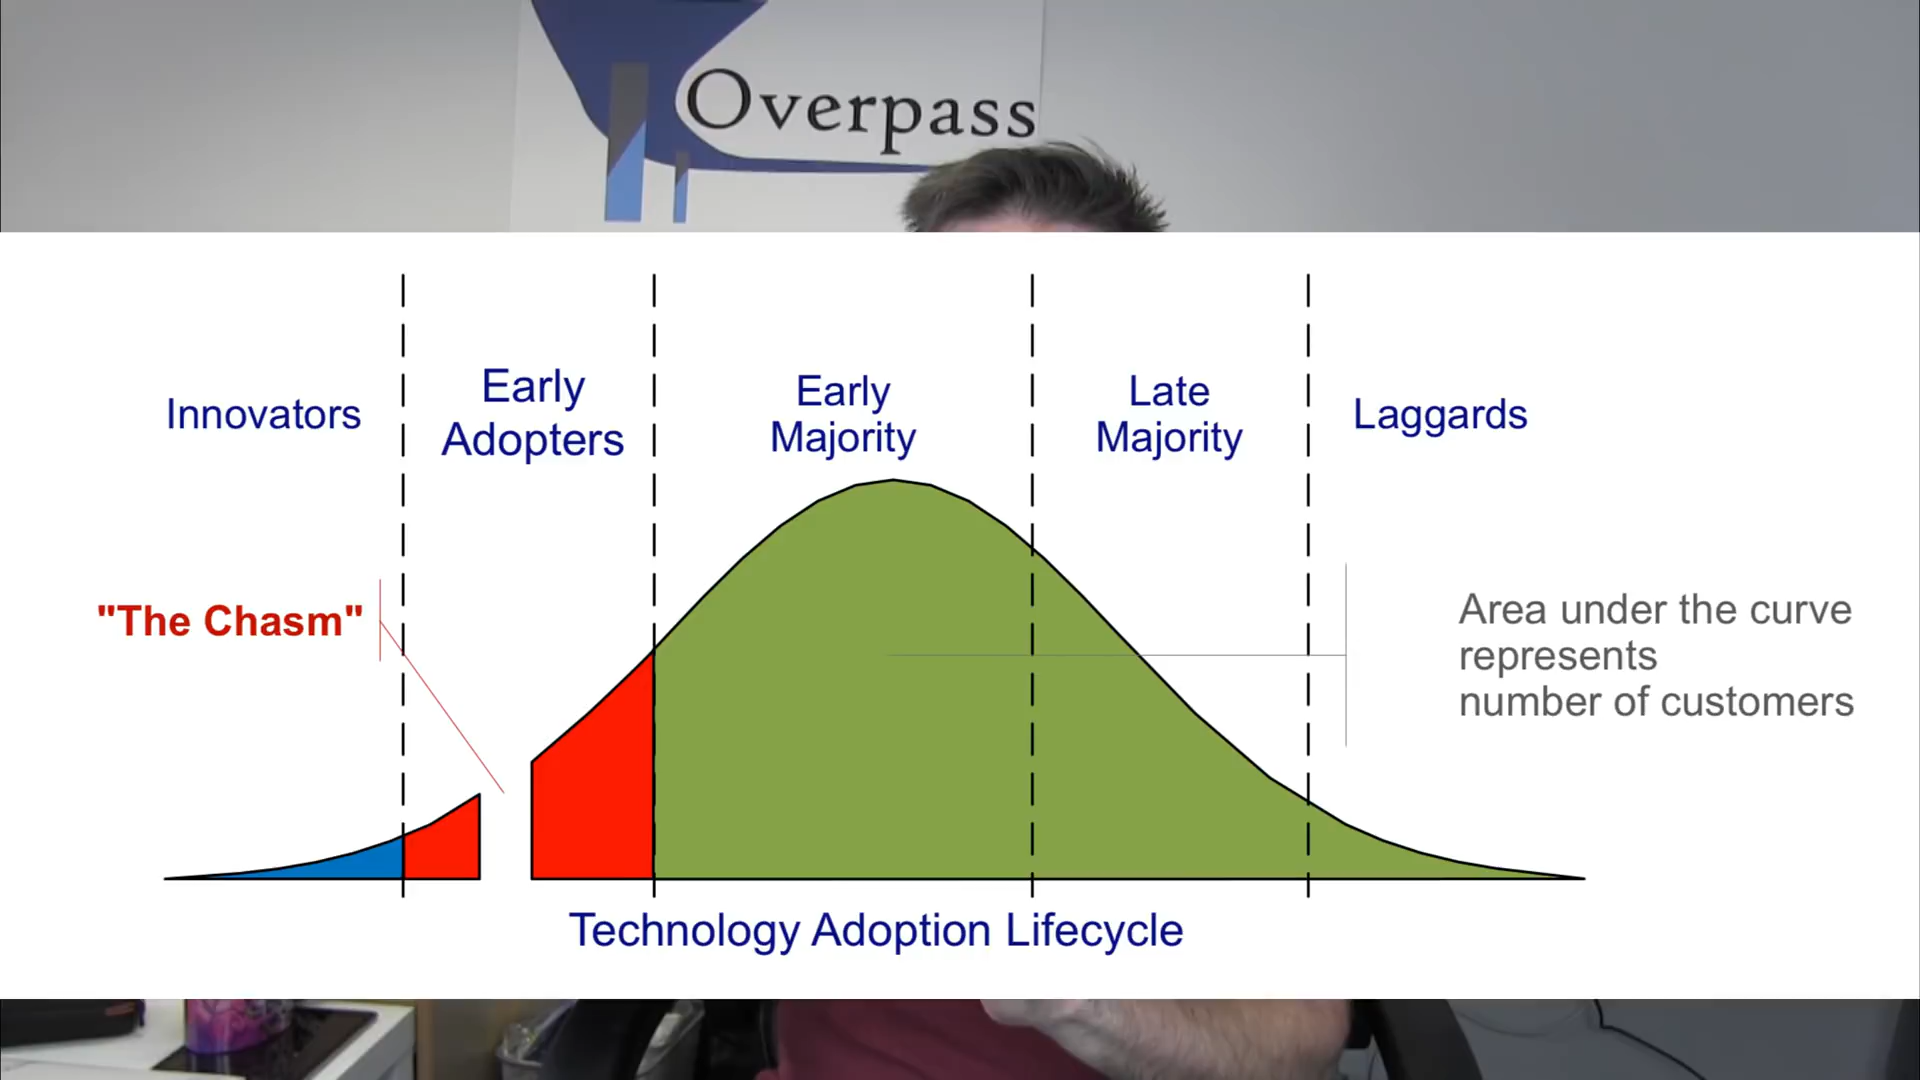 Overpass
Innovators
Early
Adopters
Early
Majority
Late
Majority
Laggards
"The Chasm"
Area under the curve
represents
number of customers
Technology Adoption Lifecycle